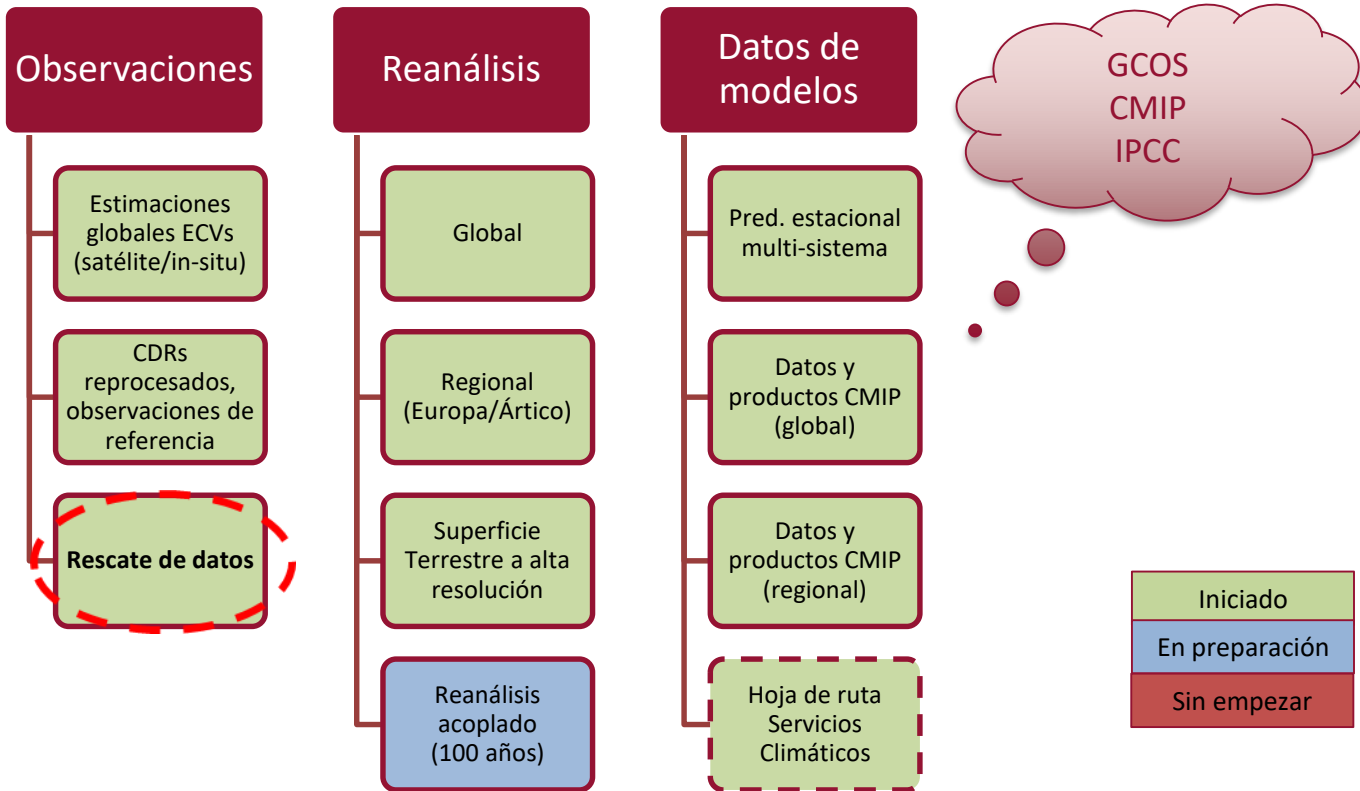 Observaciones
Estimaciones
globales ECVs
(satélite/in-situ)
CDRs
reprocesados,
observaciones de
referencia
Rescate de datos
Reanálisis
Global
Regional
(Europa/Ártico)
Superficie
Terrestre a alta
resolución
Reanálisis
acoplado
(100 años)
Datos de
modelos
Pred. estacional
multi-sistema
Datos y
productos CMIP
(global)
Datos y
productos CMIP
(regional)
Hoja de ruta
Servicios
Climáticos
GCOS
CMIP
IPCC
Iniciado
En preparación
Sin empezar